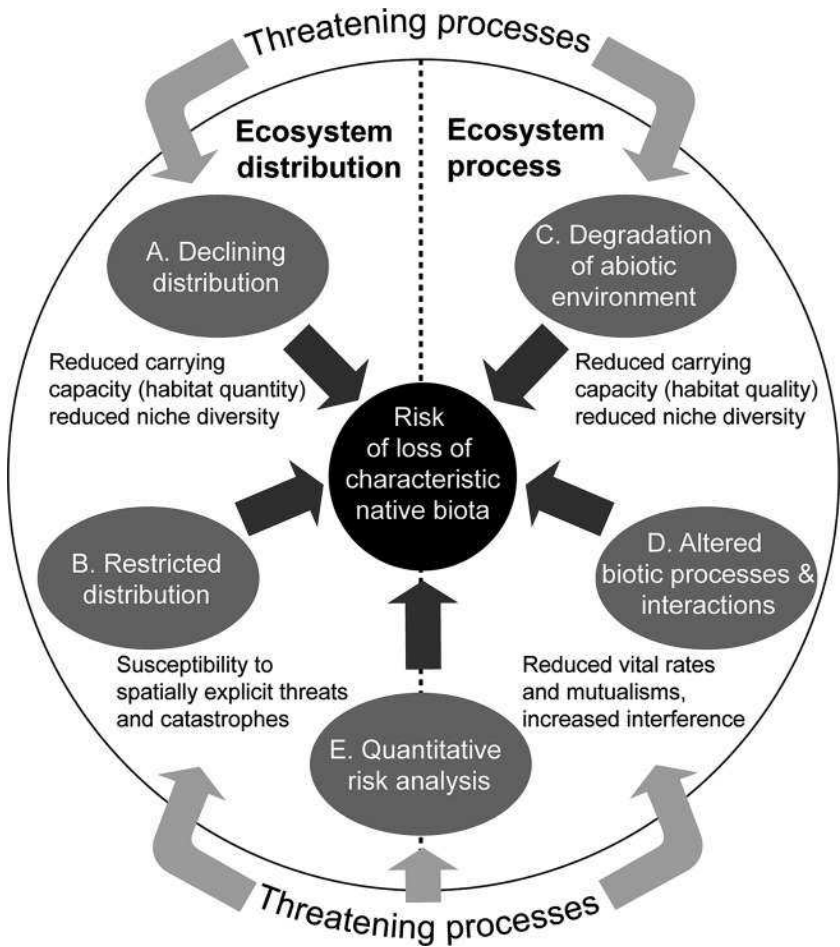 Threatening processes
Ecosystem
distribution
Ecosystem
process
A. Declining
distribution
C. Degradation
of abiotic
environment
Reduced carrying
capacity (habitat quantity)
reduced niche diversity
Reduced carrying
capacity (habitat quality)
reduced niche diversity
Risk
of loss of
characteristic
native biota
B. Restricted
distribution
D. Altered
biotic processes &
interactions
Susceptibility to
spatially explicit threats
and catastrophes
Reduced vital rates
and mutualisms,
increased interference
E. Quantitative
risk analysis
Threatening processes